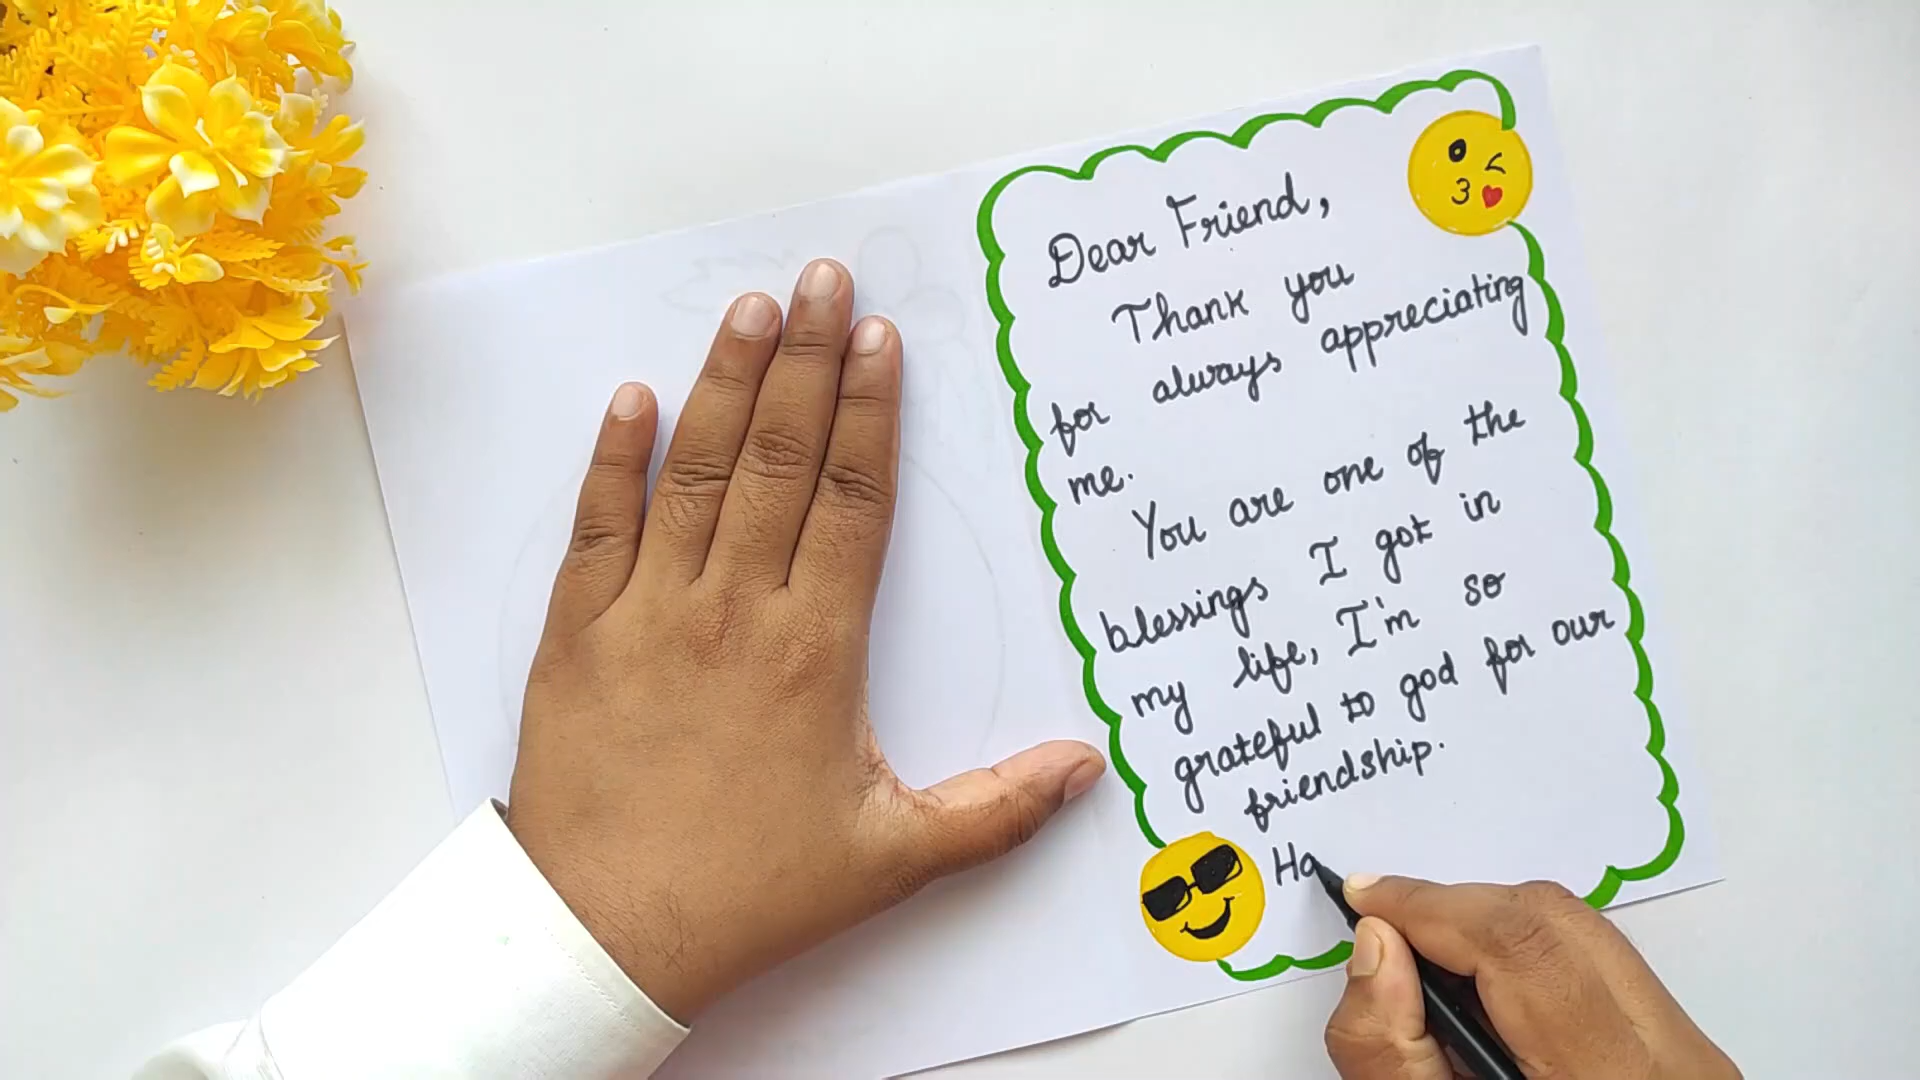 Dear Friend,
Thank you
for always appreciating
me.
You are one of the
blessings I got in
my life, I'm so
grateful to god for our
friendship.
Ha